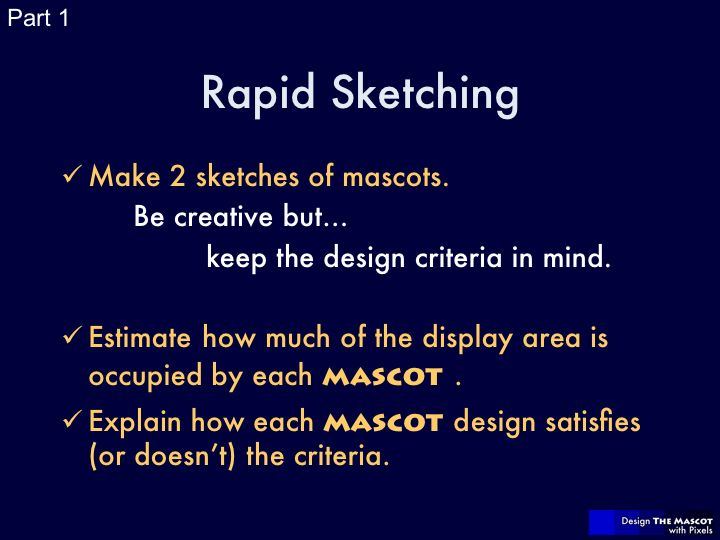 Part 1
Rapid Sketching
✓ Make 2 sketches of mascots.
Be creative but...
keep the design criteria in mind.
✓ Estimate how much of the display area is
occupied by each MASCOT .
✓ Explain how each MASCOT design satisfies
(or doesn't) the criteria.
Design THE MASCOT
with Pixels